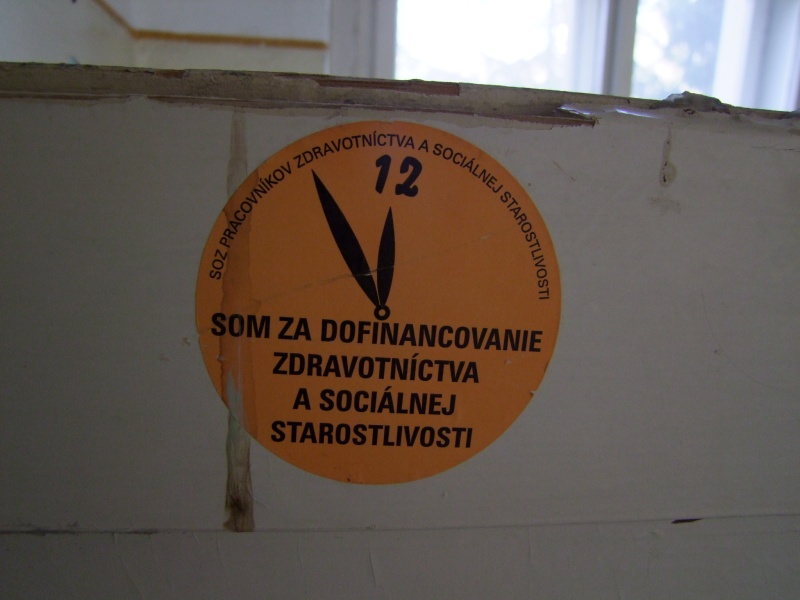 SOZ PRACOVNÍKOV ZDRAVOTNÍCTVA A SOCIÁLNEJ STAROSTLIVOSTI
12
SOM ZA DOFINANCOVANIE
ZDRAVOTNÍCTVA
A SOCIÁLNEJ
STAROSTLIVOSTI